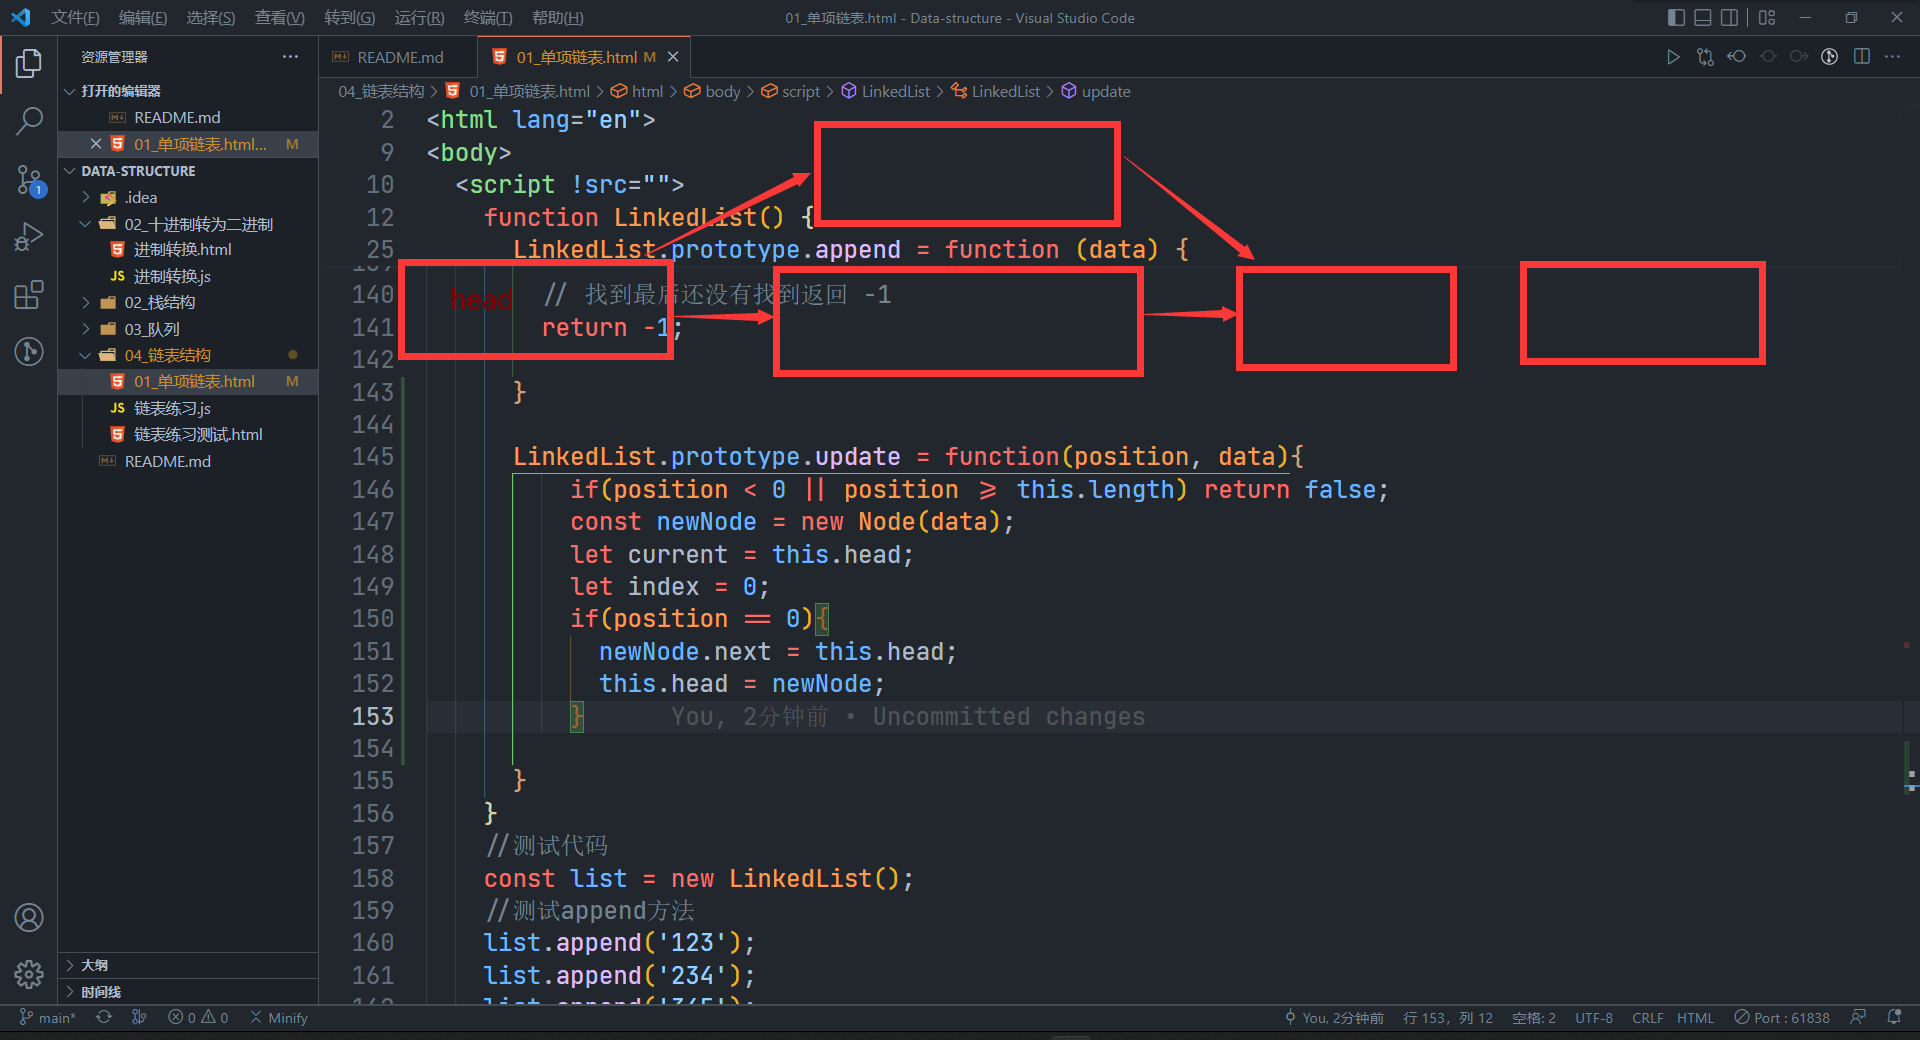 文件(F) 编辑(E) 选择(S) 查看(V) 转到(G) 运行(R) 终端(T) 帮助(H)
01_单项链表.html - Data-structure - Visual Studio Code
资源管理器
打开的编辑器
README.md
01_单项链表.html... M
DATA-STRUCTURE
.idea
02_十进制转为二进制
进制转换.html
JS 进制转换.js
02_栈结构
03_队列
04_链表结构
01_单项链表.html M
JS 链表练习.js
链表练习测试.html
README.md
大纲
时间线
README.md
01_单项链表.html M
04_链表结构 > 01_单项链表.html > html > body > script > LinkedList > LinkedList > update
2 <html lang="en">
9 <body>
10 <script !src="">
12 function LinkedList() {
25 LinkedList.prototype.append = function (data) {
head
140 // 找到最后还没有找到返回 -1
141 return -1;
142
143 }
144
145 LinkedList.prototype.update = function(position, data){
146 if(position < 0 || position >= this.length) return false;
147 const newNode = new Node(data);
148 let current = this.head;
149 let index = 0;
150 if(position == 0){
151 newNode.next = this.head;
152 this.head = newNode;
153 } You, 2分钟前 • Uncommitted changes
154
155 }
156 }
157 //测试代码
158 const list = new LinkedList();
159 //测试append方法
160 list.append('123');
161 list.append('234');
main* 0 0 Minify
You, 2分钟前 行 153，列 12 空格: 2 UTF-8 CRLF HTML Port : 61838
1